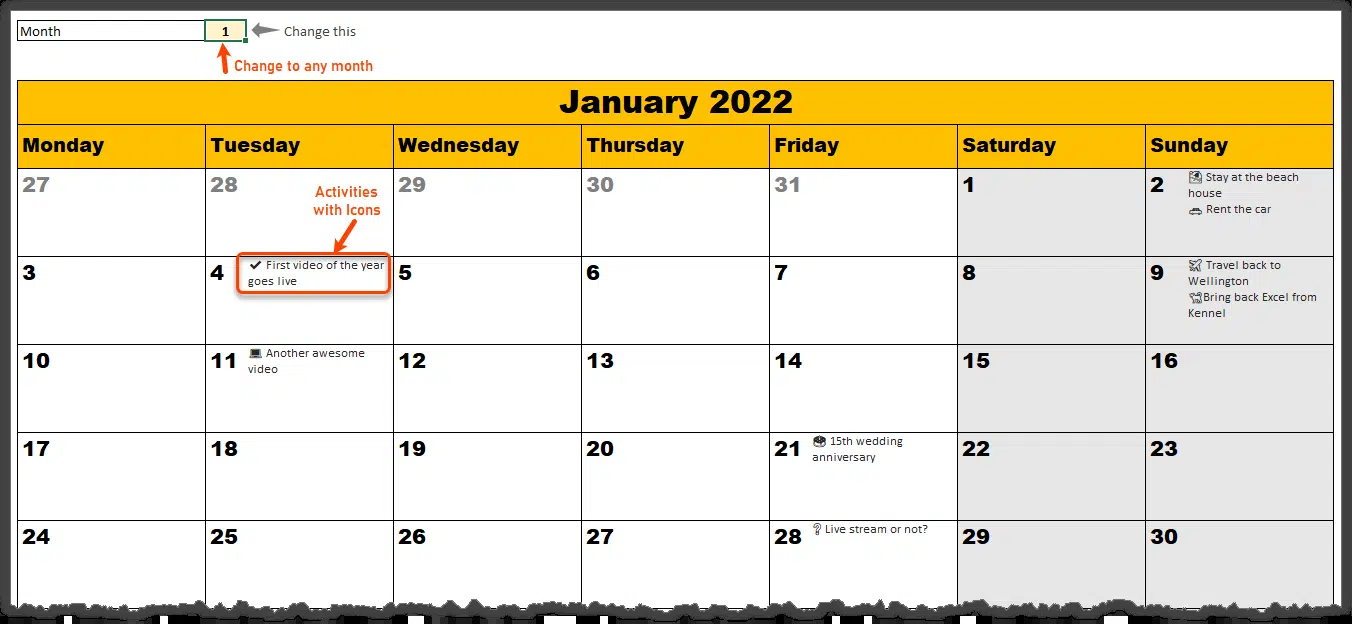 Month 1 Change this
Change to any month
January 2022
Monday Tuesday Wednesday Thursday Friday Saturday Sunday
27 28 29 30 31 1 2
Activities
with Icons
Stay at the beach
house
Rent the car
3 4 5 6 7 8 9
First video of the year
goes live
Travel back to
Wellington
Bring back Excel from
Kennel
10 11 12 13 14 15 16
Another awesome
video
17 18 19 20 21 22 23
15th wedding
anniversary
24 25 26 27 28 29 30
Live stream or not?